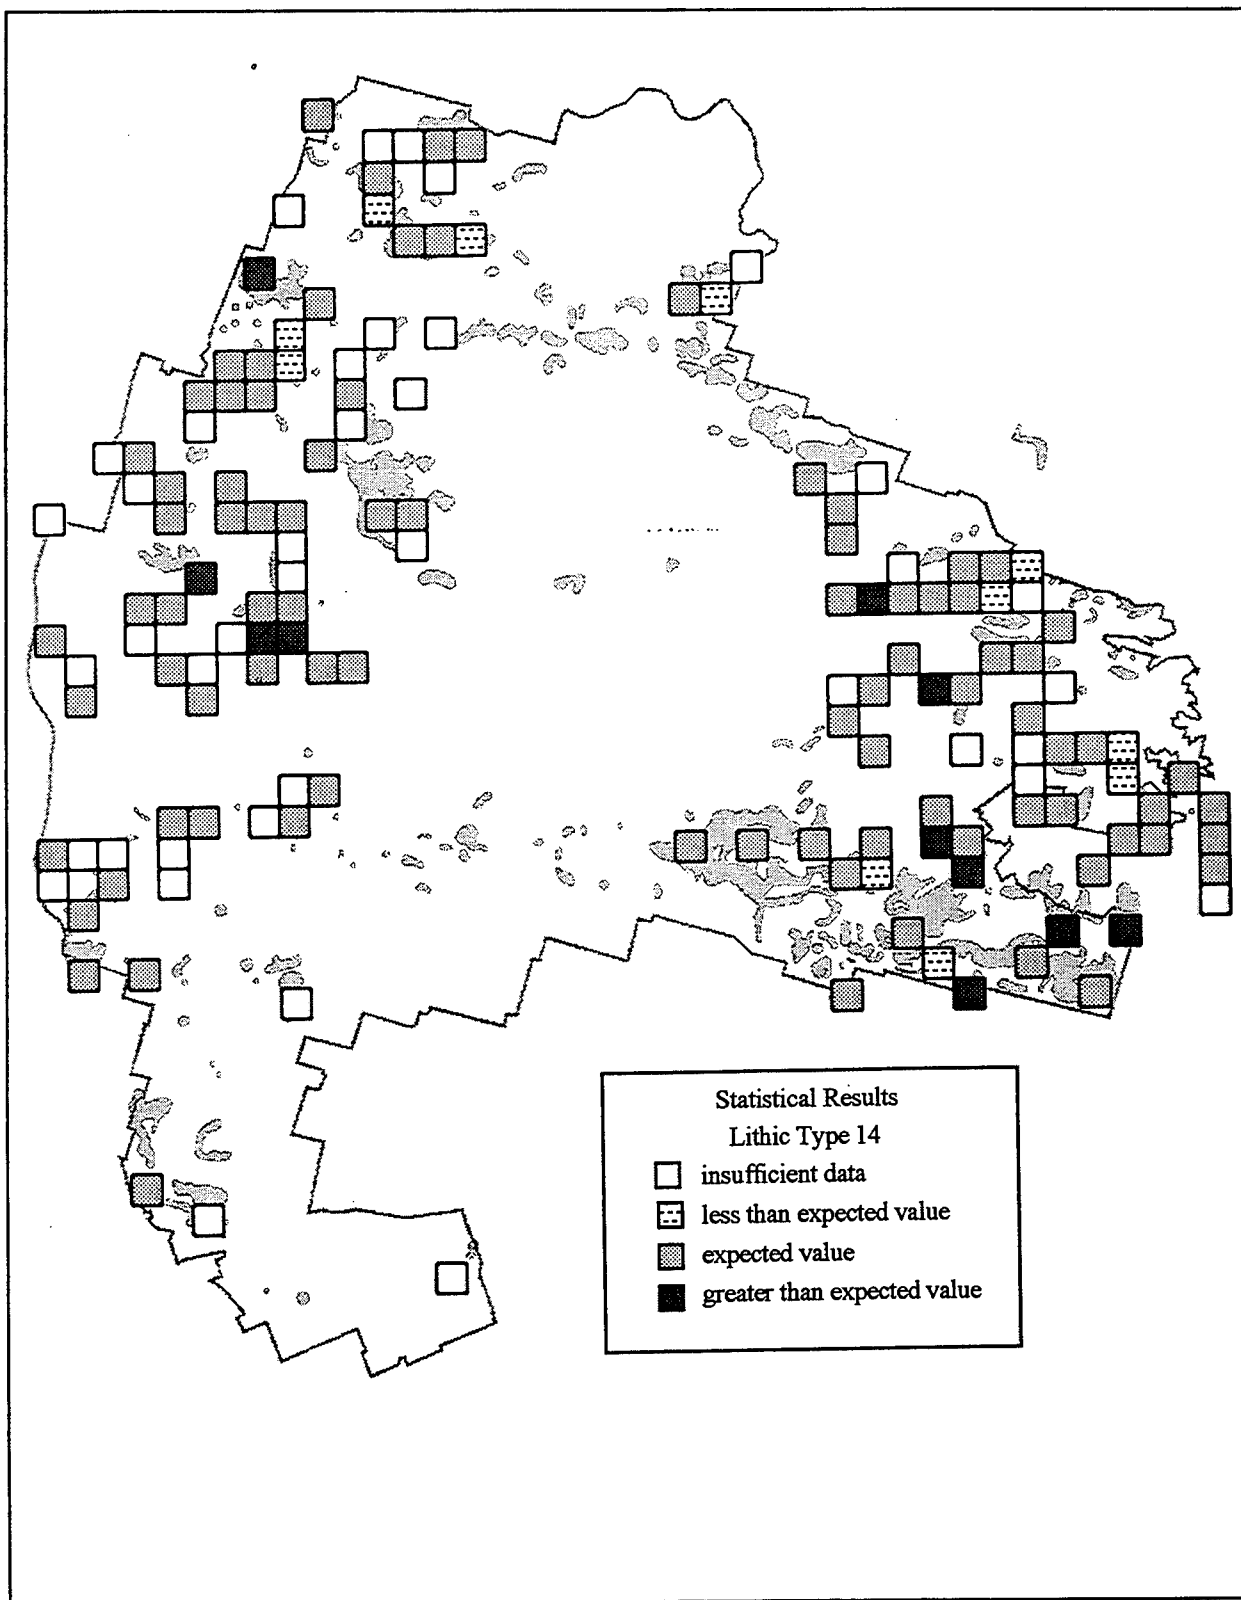 Statistical Results
Lithic Type 14
insufficient data
less than expected value
expected value
greater than expected value